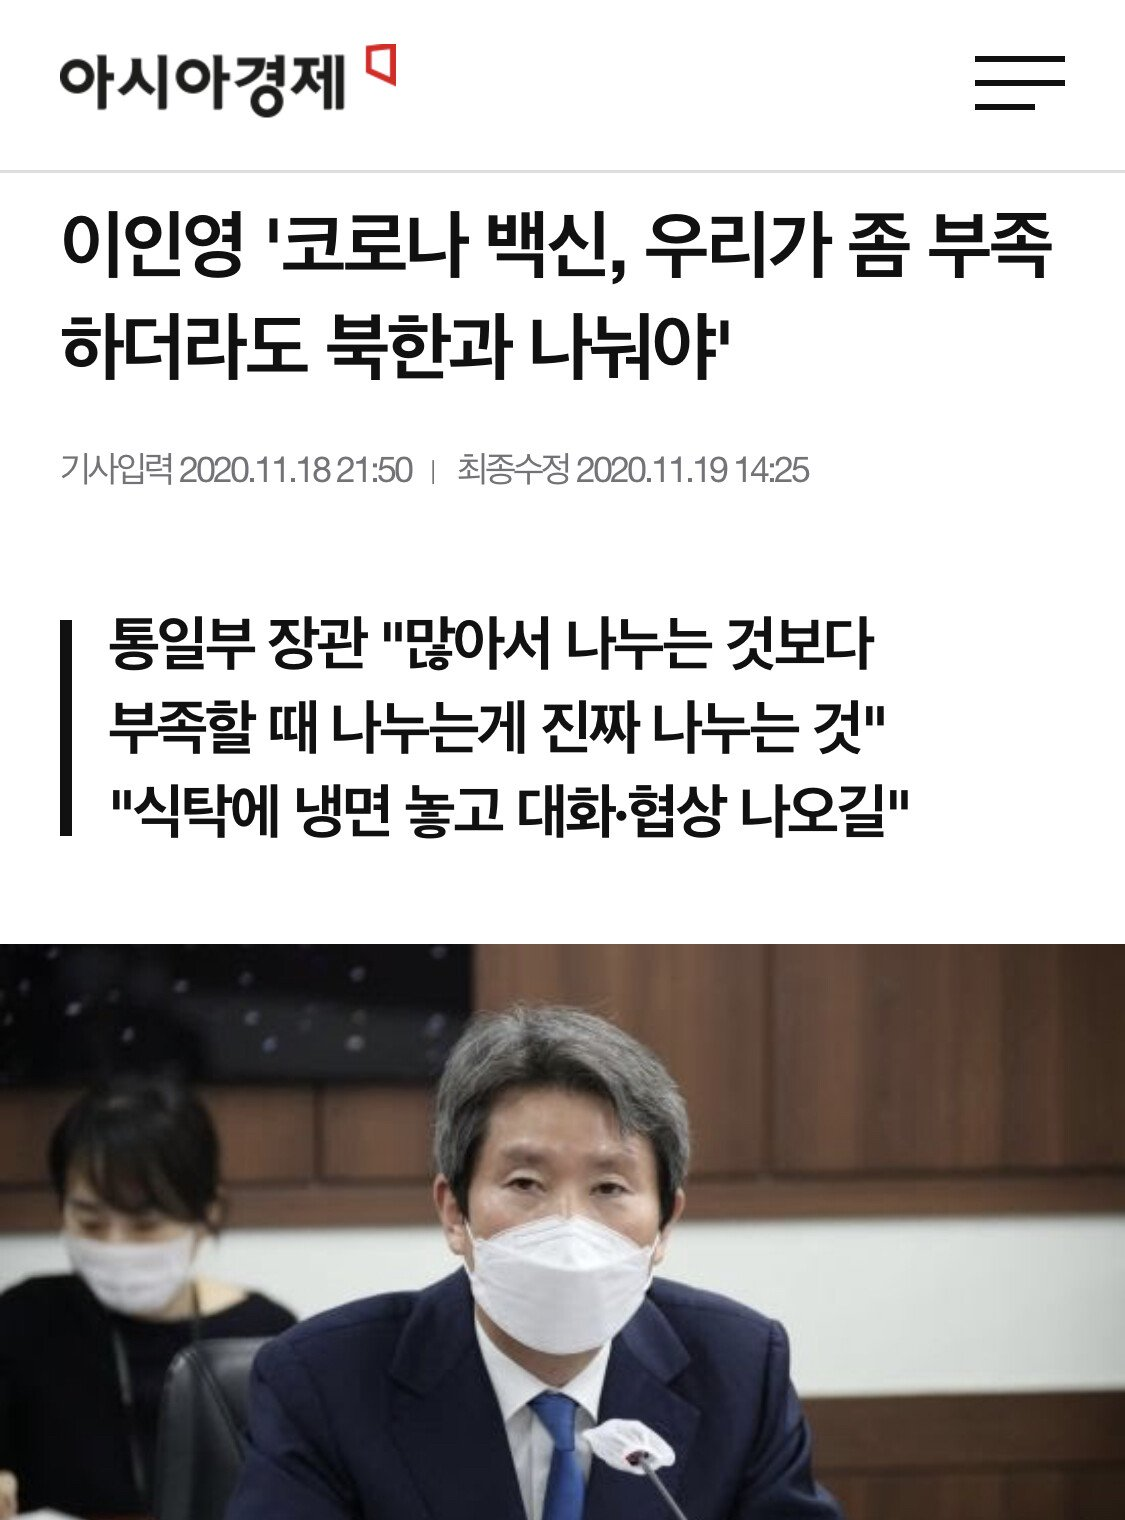 아시아경제
이인영 '코로나 백신, 우리가 좀 부족
하더라도 북한과 나눠야'
기사입력 2020.11.18 21:50 | 최종수정 2020.11.19 14:25
통일부 장관 "많아서 나누는 것보다
부족할 때 나누는게 진짜 나누는 것"
"식탁에 냉면 놓고 대화·협상 나오길"